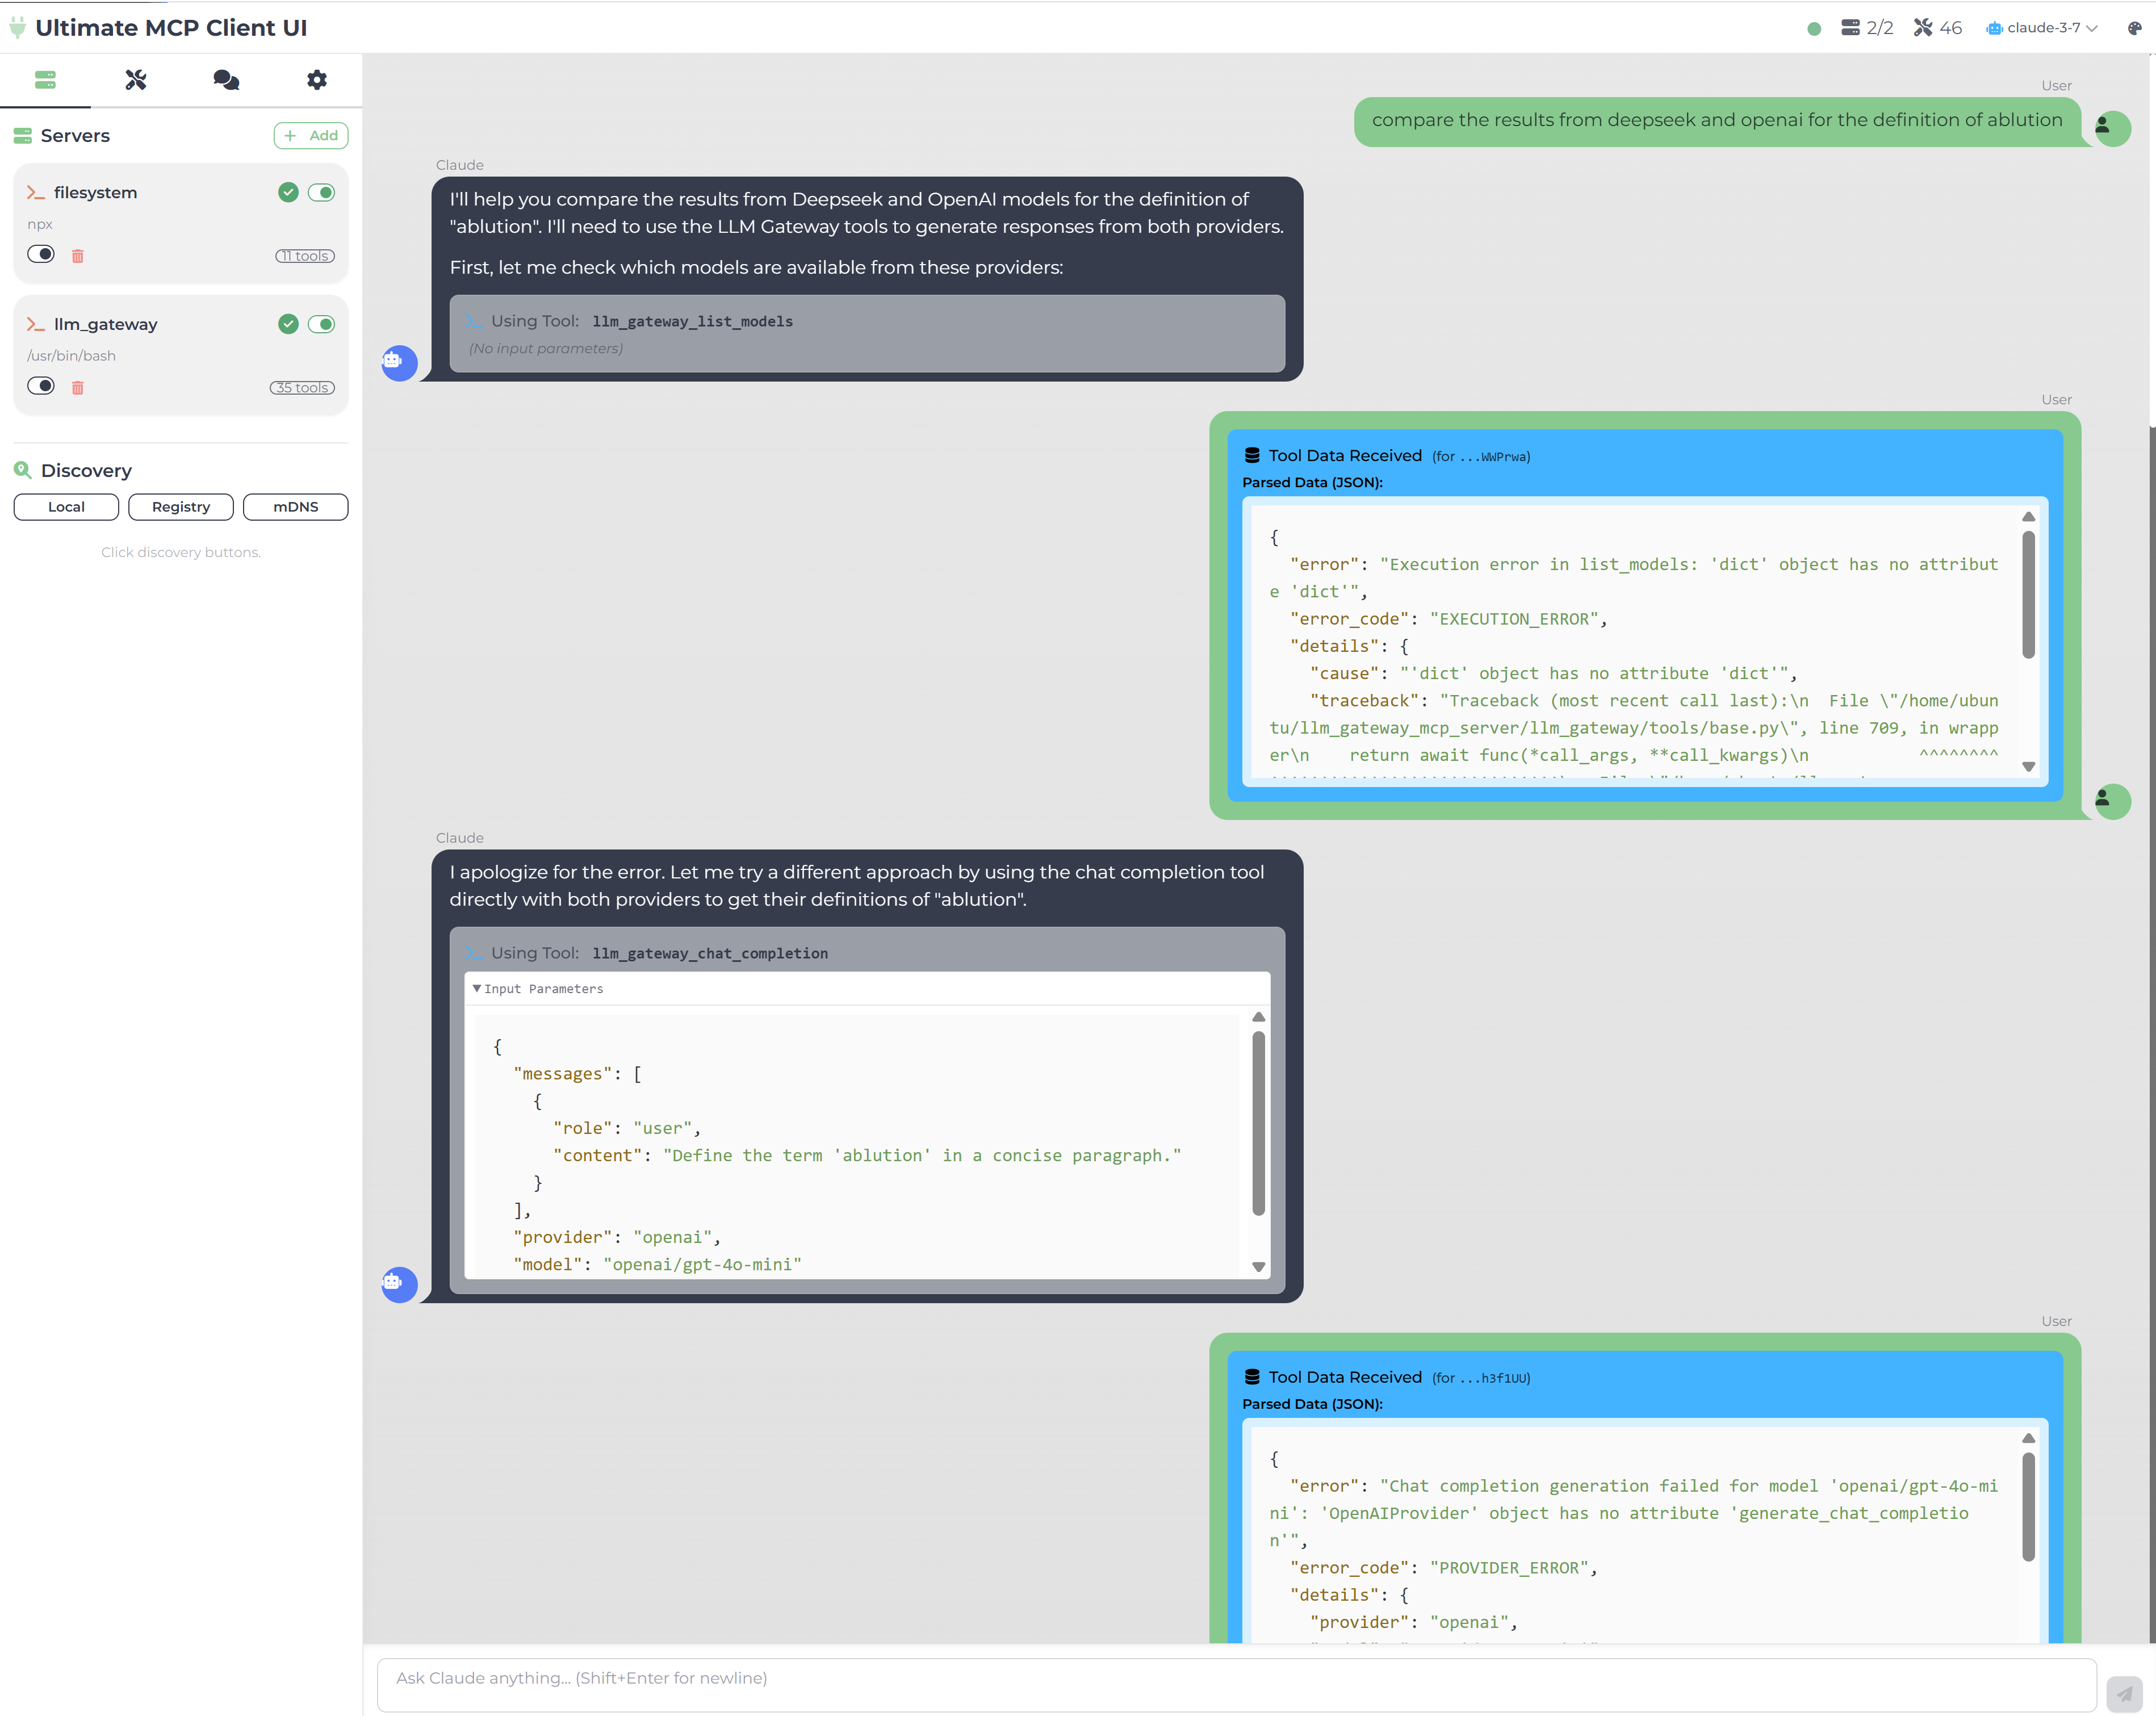 Ultimate MCP Client UI
2/2
46
claude-3-7
Servers
Add
filesystem
npx
11 tools
llm_gateway
/usr/bin/bash
35 tools
Discovery
Local
Registry
mDNS
Click discovery buttons.
User
compare the results from deepseek and openai for the definition of ablution
Claude
I'll help you compare the results from Deepseek and OpenAI models for the definition of
"ablution". I'll need to use the LLM Gateway tools to generate responses from both providers.
First, let me check which models are available from these providers:
Using Tool: llm_gateway_list_models
(No input parameters)
User
Tool Data Received (for ...WWPrwa)
Parsed Data (JSON):
{
"error": "Execution error in list_models: 'dict' object has no attribut
e 'dict'",
"error_code": "EXECUTION_ERROR",
"details": {
"cause": "'dict' object has no attribute 'dict'",
"traceback": "Traceback (most recent call last):\n  File \"/home/ubun
tu/llm_gateway_mcp_server/llm_gateway/tools/base.py\", line 709, in wrapp
er\n    return await func(*call_args, **call_kwargs)\n           ^^^^^^^^
Claude
I apologize for the error. Let me try a different approach by using the chat completion tool
directly with both providers to get their definitions of "ablution".
Using Tool: llm_gateway_chat_completion
▼Input Parameters
{
"messages": [
{
"role": "user",
"content": "Define the term 'ablution' in a concise paragraph."
}
],
"provider": "openai",
"model": "openai/gpt-4o-mini"
User
Tool Data Received (for ...h3f1UU)
Parsed Data (JSON):
{
"error": "Chat completion generation failed for model 'openai/gpt-4o-mi
ni': 'OpenAIProvider' object has no attribute 'generate_chat_completio
n'",
"error_code": "PROVIDER_ERROR",
"details": {
"provider": "openai",
Ask Claude anything... (Shift+Enter for newline)